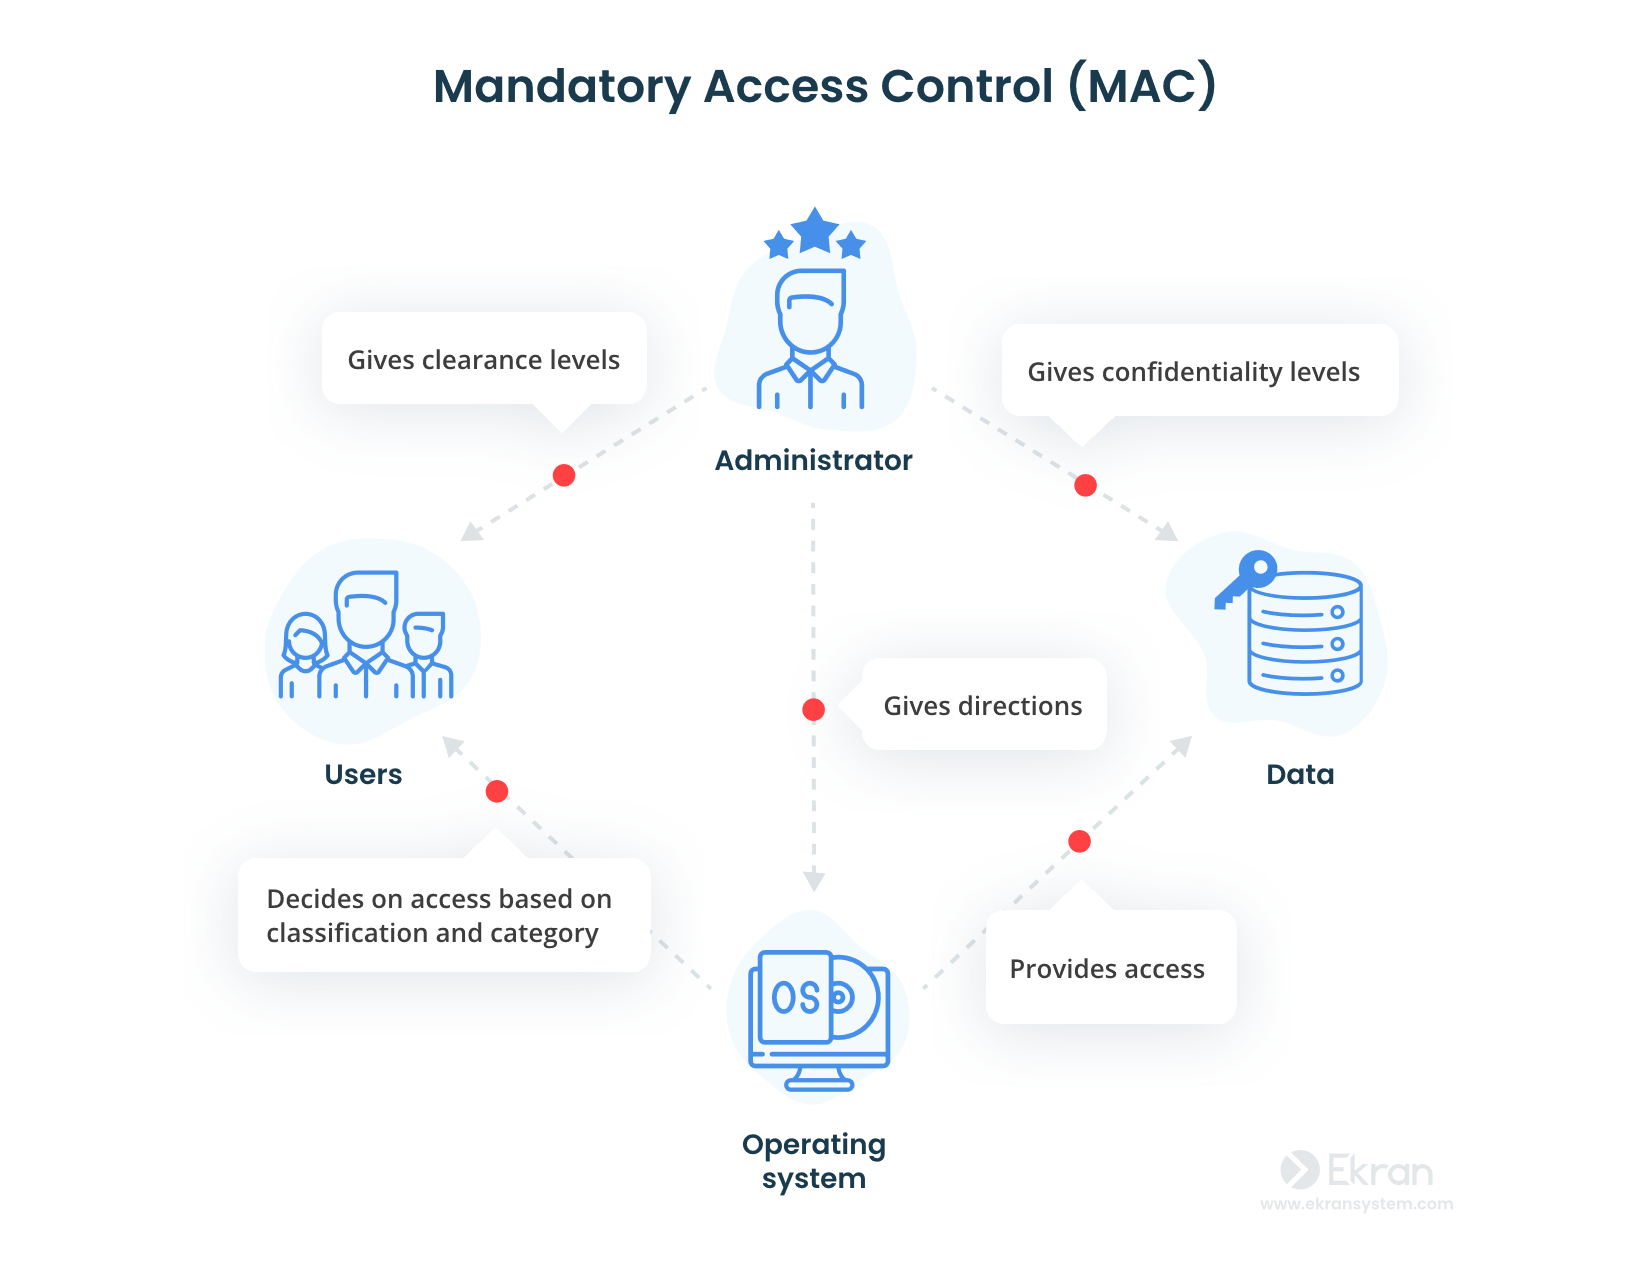 Mandatory Access Control (MAC)
Gives clearance levels
Gives confidentiality levels
Administrator
Gives directions
Users
Data
Decides on access based on
classification and category
Provides access
OS
Operating
system
Ekran
www.ekransystem.com